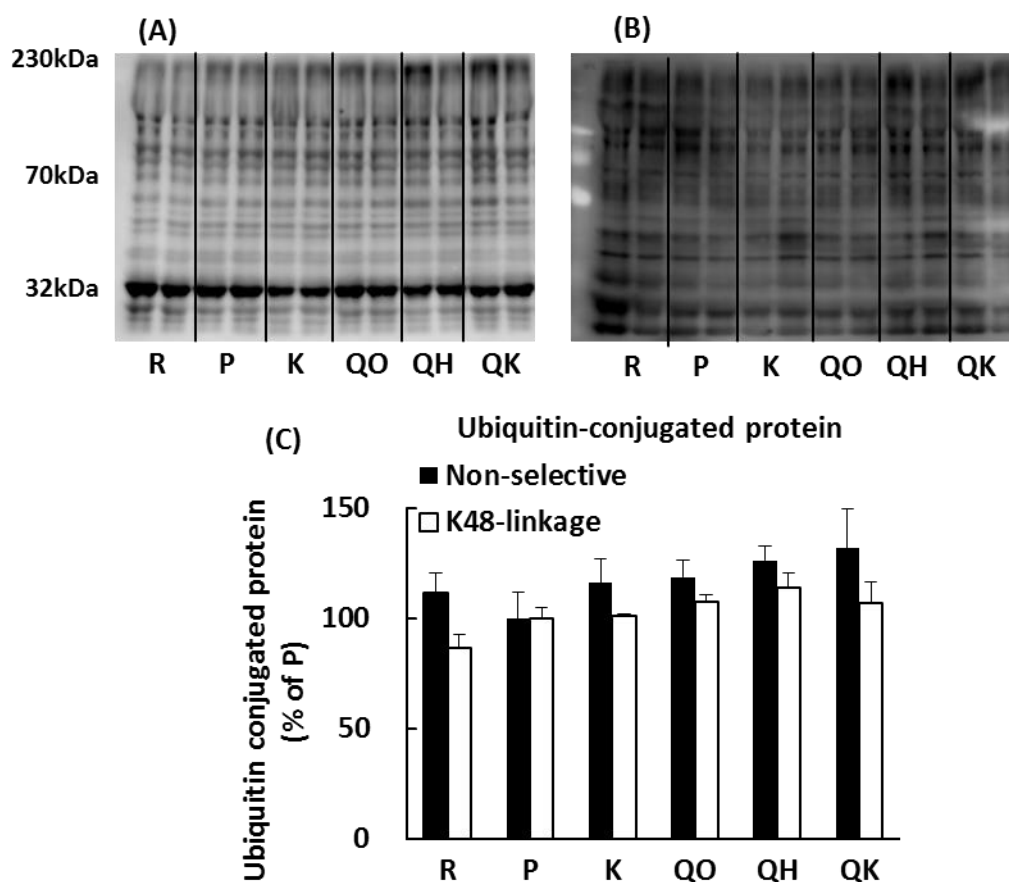 (A)
230kDa
70kDa
32kDa
R P K QO QH QK
(B)
R P K QO QH QK
(C)
Ubiquitin-conjugated protein
Non-selective
K48-linkage
Ubiquitin conjugated protein
(% of P)
150
100
50
0
R P K QO QH QK